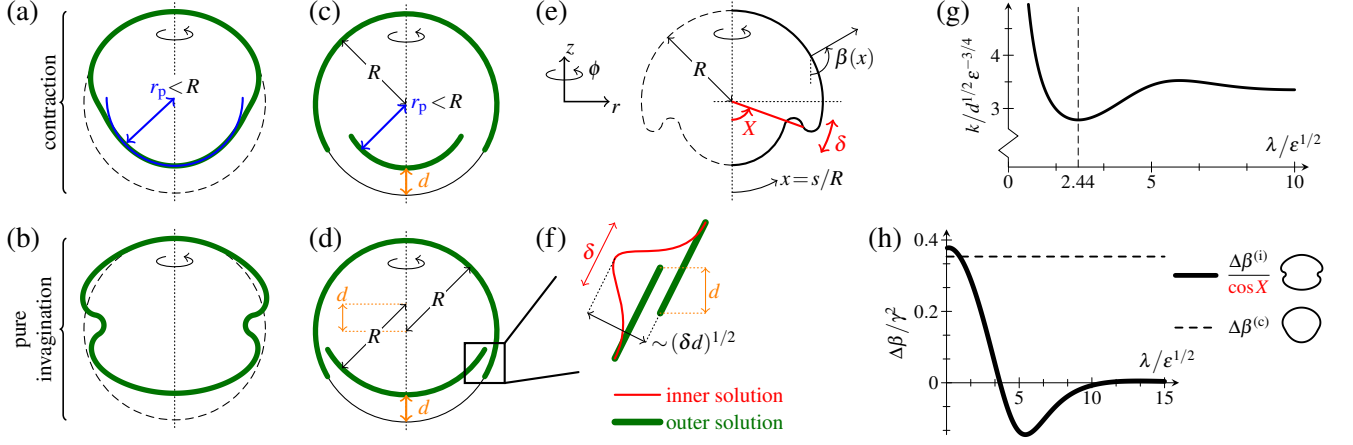 (a)
contraction
r_p < R
(c)
R
r_p < R
d
(e)
z
ϕ
r
R
β(x)
X
δ
x = s/R
(g)
k/d^{1/2} ε^{-3/4}
4
3
0
2.44
5
10
λ/ε^{1/2}
(b)
pure
invagination
(d)
d
R
R
d
(f)
δ
d
∼(δd)^{1/2}
inner solution
outer solution
(h)
Δβ/γ^2
0.4
0.2
0
5
10
15
λ/ε^{1/2}
Δβ^{(i)}
cos X
Δβ^{(c)}